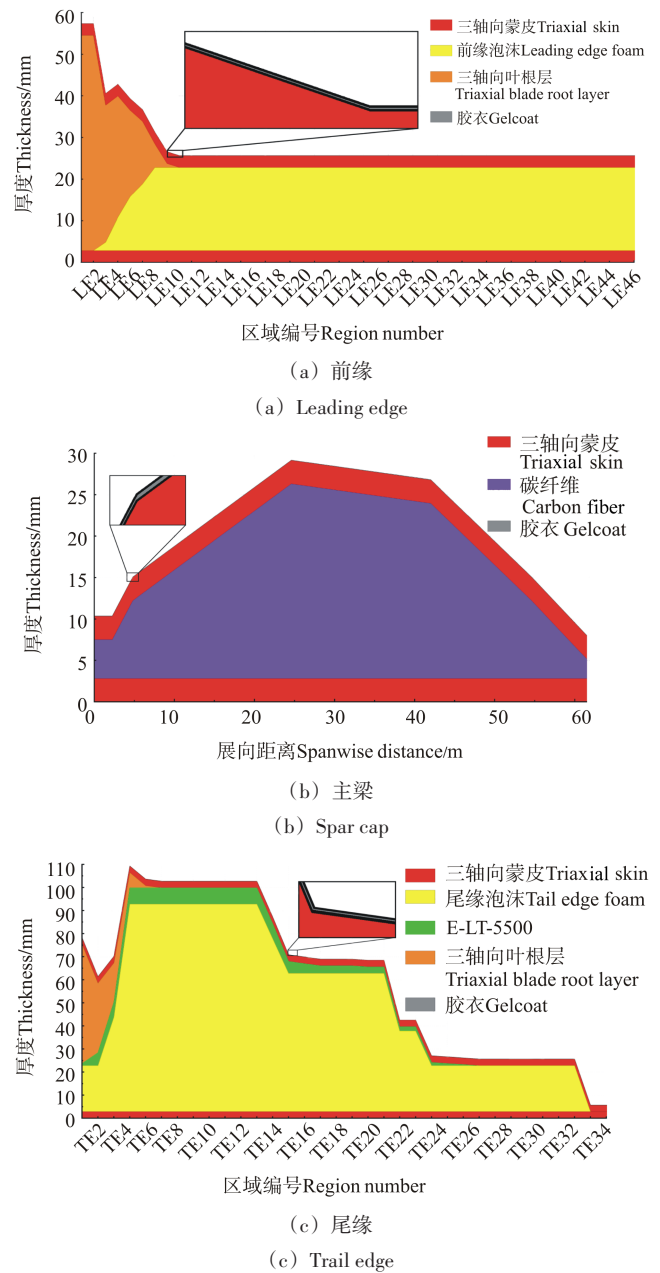 60
50
40
30
20
10
0
厚度Thickness/mm
三轴向蒙皮Triaxial skin
前缘泡沫Leading edge foam
三轴向叶根层
Triaxial blade root layer
胶衣Gelcoat
LE2
LE4
LE6
LE8
LE10
LE12
LE14
LE16
LE18
LE20
LE22
LE24
LE26
LE28
LE30
LE32
LE34
LE36
LE38
LE40
LE42
LE44
LE46
区域编号Region number
(a) 前缘
(a) Leading edge
30
25
20
15
10
5
0
厚度Thickness/mm
三轴向蒙皮
Triaxial skin
碳纤维
Carbon fiber
胶衣 Gelcoat
0 10 20 30 40 50 60
展向距离Spanwise distance/m
(b) 主梁
(b) Spar cap
110
100
90
80
70
60
50
40
30
20
10
0
厚度Thickness/mm
三轴向蒙皮Triaxial skin
尾缘泡沫Tail edge foam
E-LT-5500
三轴向叶根层
Triaxial blade root layer
胶衣Gelcoat
TE2
TE4
TE6
TE8
TE10
TE12
TE14
TE16
TE18
TE20
TE22
TE24
TE26
TE28
TE30
TE32
TE34
区域编号Region number
(c) 尾缘
(c) Trail edge